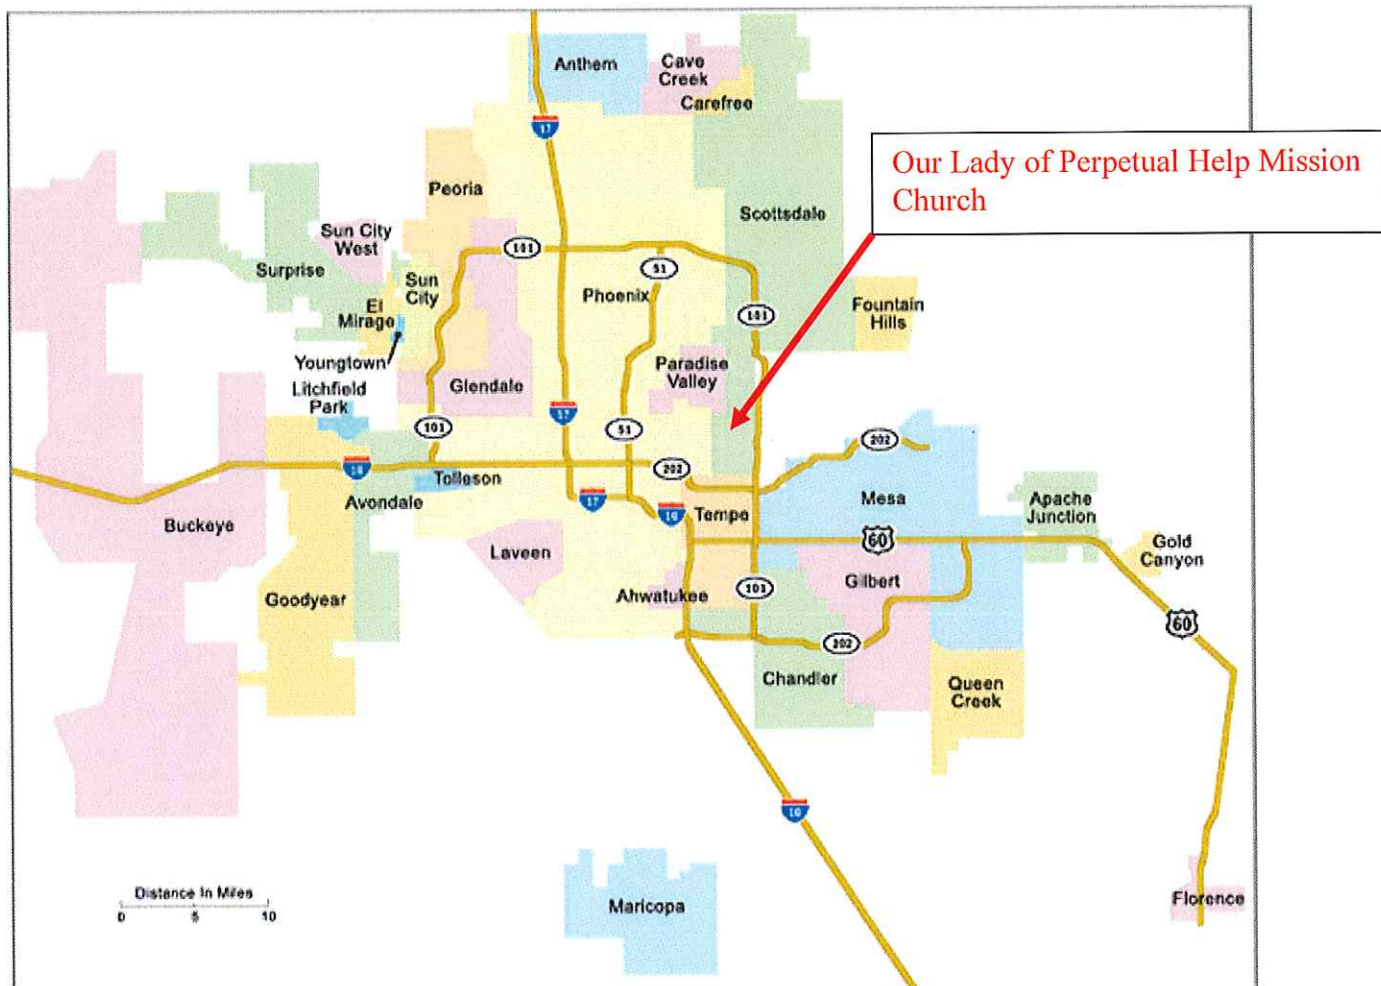 Anthem
Cave
Creek
Carefree
17
Our Lady of Perpetual Help Mission
Church
Peoria
Scottsdale
Sun City
West
101
51
Surprise
Sun
City
Phoenix
El
Mirage
101
Fountain
Hills
Youngtown
Paradise
Valley
Litchfield
Park
Glendale
17
101
51
202
10
Tolleson
202
Avondale
17
10
Tempe
Mesa
Apache
Junction
Buckeye
Laveen
60
Gold
Canyon
Goodyear
Ahwatukee
101
Gilbert
60
202
Chandler
Queen
Creek
10
Distance In Miles
0 5 10
Maricopa
Florence